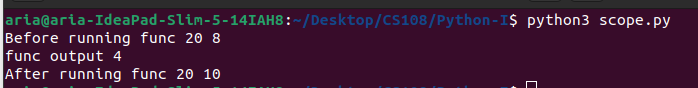 aria@aria-IdeaPad-Slim-5-14IAH8:~/Desktop/CS108/Python-I$ python3 scope.py
Before running func 20 8
func output 4
After running func 20 10